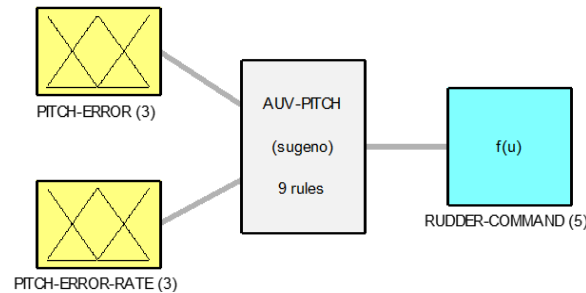 PITCH-ERROR (3)
PITCH-ERROR-RATE (3)
AUV-PITCH
(sugeno)
9 rules
f(u)
RUDDER-COMMAND (5)